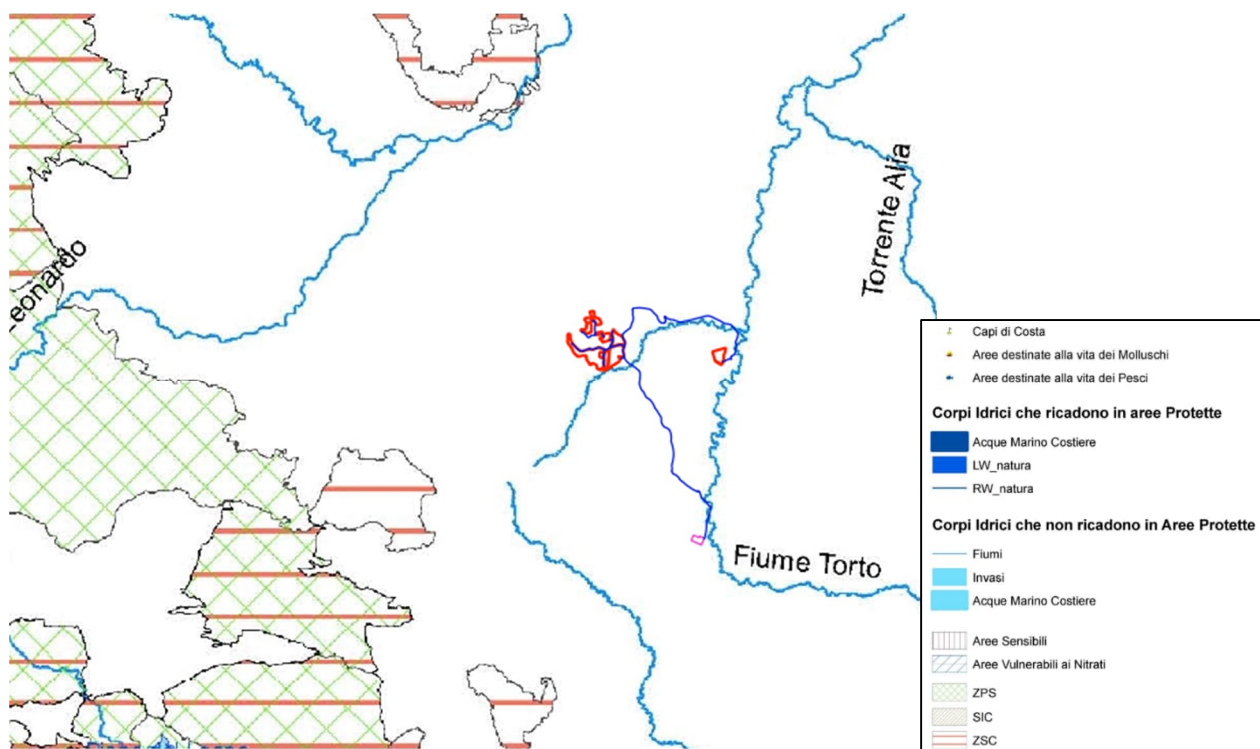 Torrente Alia
Leonardo
Fiume Torto
Capi di Costa
Aree destinate alla vita dei Molluschi
Aree destinate alla vita dei Pesci
Corpi Idrici che ricadono in aree Protette
Acque Marino Costiere
LW_natura
RW_natura
Corpi Idrici che non ricadono in Aree Protette
Fiumi
Invasi
Acque Marino Costiere
Aree Sensibili
Aree Vulnerabili ai Nitrati
ZPS
SIC
ZSC